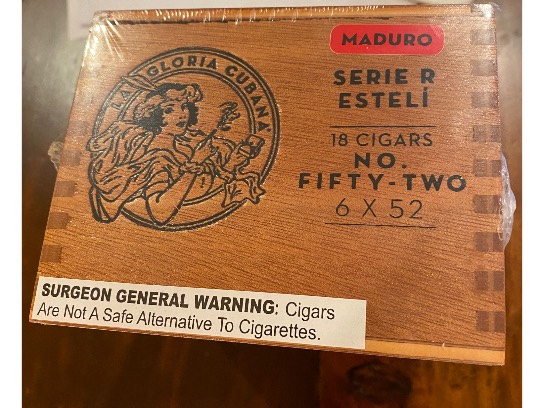 LA GLORIA CUBANA
MADURO
SERIE R
ESTELÍ
18 CIGARS
NO.
FIFTY-TWO
6 X 52
SURGEON GENERAL WARNING: Cigars
Are Not A Safe Alternative To Cigarettes.